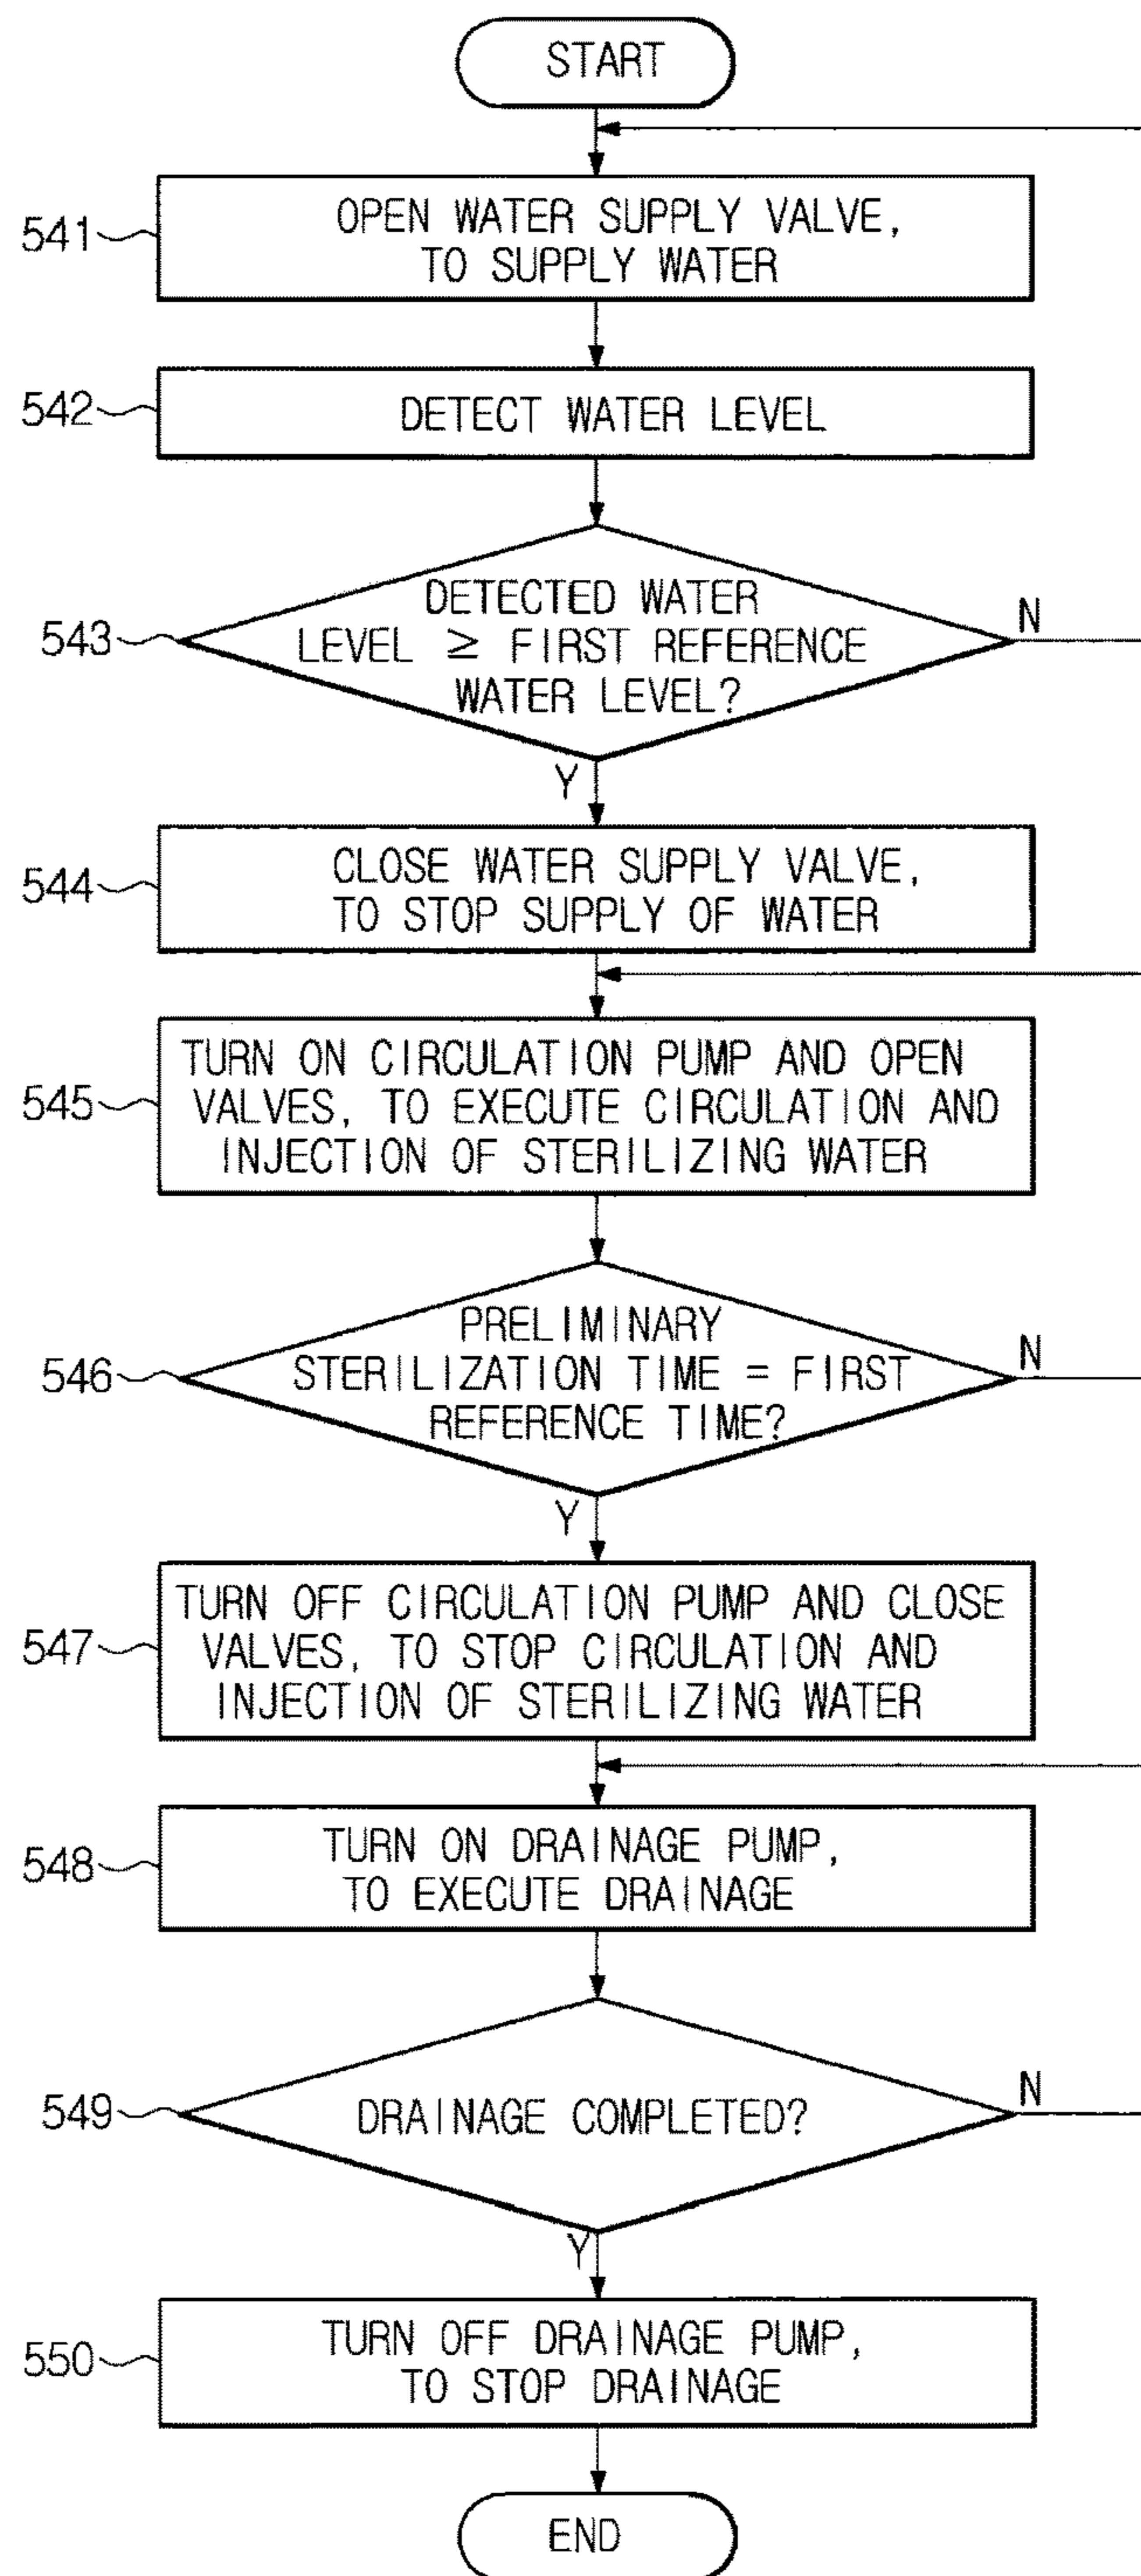 START
541
OPEN WATER SUPPLY VALVE,
TO SUPPLY WATER
542
DETECT WATER LEVEL
543
DETECTED WATER
LEVEL ≥ FIRST REFERENCE
WATER LEVEL?
N
Y
544
CLOSE WATER SUPPLY VALVE,
TO STOP SUPPLY OF WATER
545
TURN ON CIRCULATION PUMP AND OPEN
VALVES, TO EXECUTE CIRCULATION AND
INJECTION OF STERILIZING WATER
546
PRELIMINARY
STERILIZATION TIME = FIRST
REFERENCE TIME?
N
Y
547
TURN OFF CIRCULATION PUMP AND CLOSE
VALVES, TO STOP CIRCULATION AND
INJECTION OF STERILIZING WATER
548
TURN ON DRAINAGE PUMP,
TO EXECUTE DRAINAGE
549
DRAINAGE COMPLETED?
N
Y
550
TURN OFF DRAINAGE PUMP,
TO STOP DRAINAGE
END